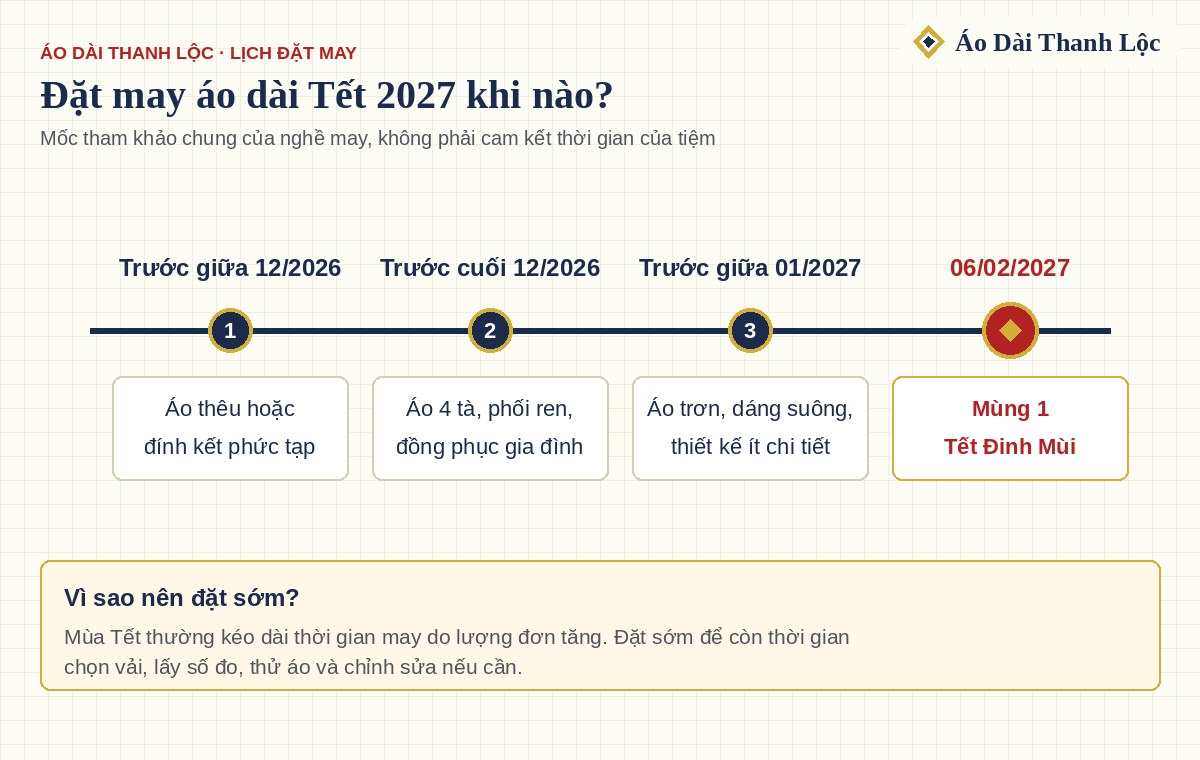 ÁO DÀI THANH LỘC · LỊCH ĐẶT MAY
Áo Dài Thanh Lộc
Đặt may áo dài Tết 2027 khi nào?
Mốc tham khảo chung của nghề may, không phải cam kết thời gian của tiệm
Trước giữa 12/2026
1
Áo thêu hoặc
đính kết phức tạp
Trước cuối 12/2026
2
Áo 4 tà, phối ren,
đồng phục gia đình
Trước giữa 01/2027
3
Áo trơn, dáng suông,
thiết kế ít chi tiết
06/02/2027
Mùng 1
Tết Đinh Mùi
Vì sao nên đặt sớm?
Mùa Tết thường kéo dài thời gian may do lượng đơn tăng. Đặt sớm để còn thời gian
chọn vải, lấy số đo, thử áo và chỉnh sửa nếu cần.